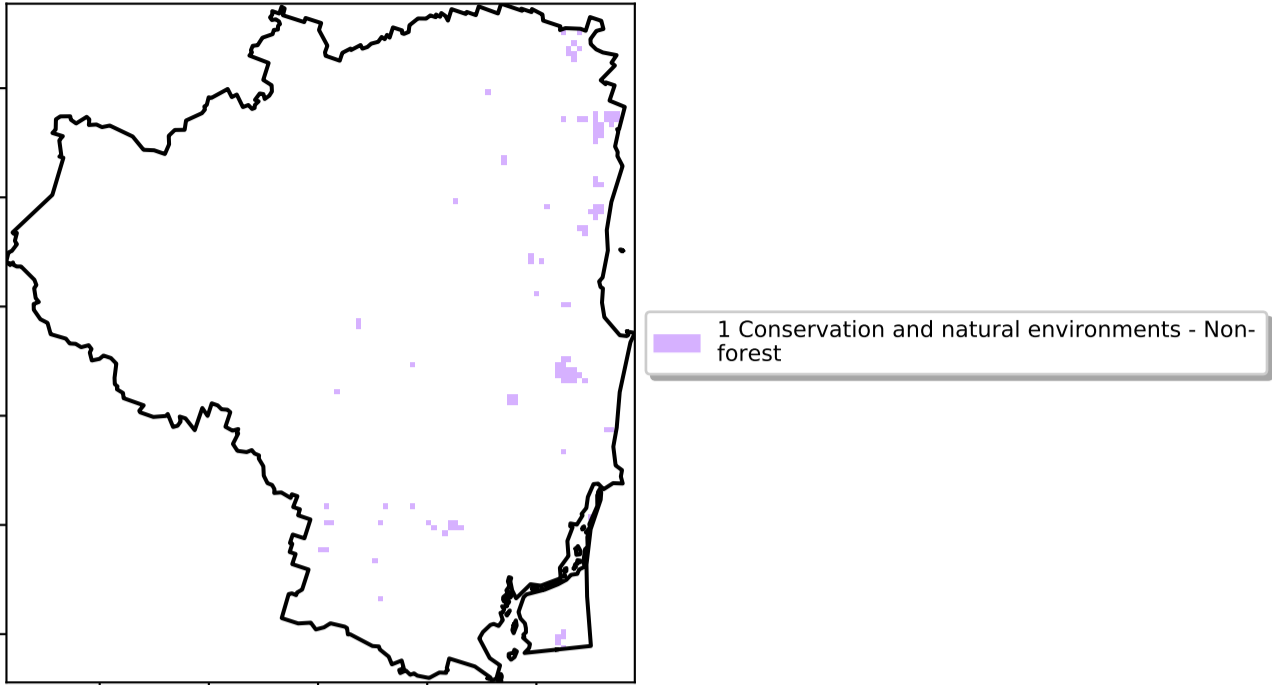 1 Conservation and natural environments - Non-
forest